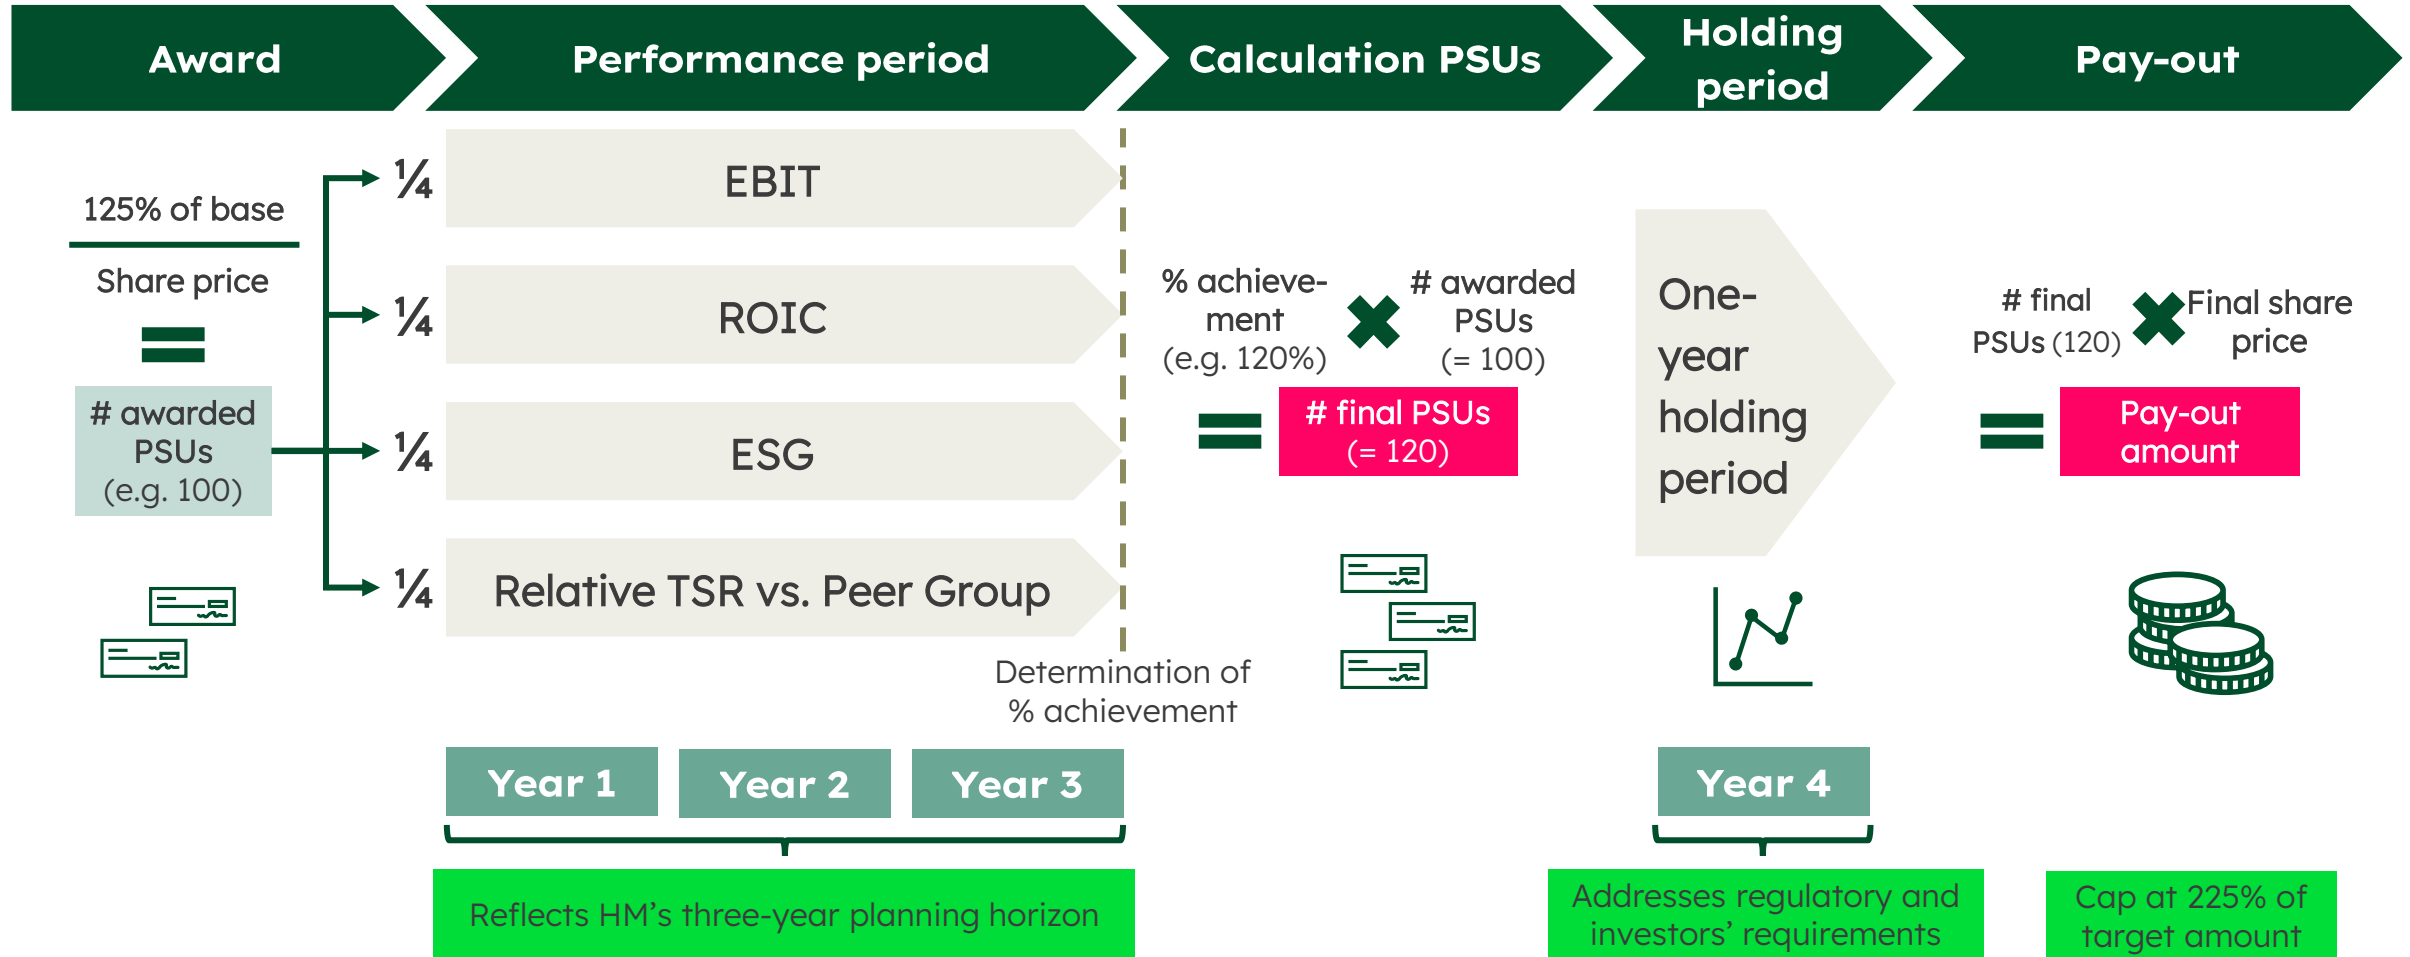 Award
Performance period
Calculation PSUs
Holding
period
Pay-out
125% of base
Share price
# awarded
PSUs
(e.g. 100)
¼
EBIT
¼
ROIC
¼
ESG
¼
Relative TSR vs. Peer Group
Determination of
% achievement
% achieve-
ment
(e.g. 120%)
# awarded
PSUs
(= 100)
# final PSUs
(= 120)
One-
year
holding
period
# final
PSUs (120)
Final share
price
Pay-out
amount
Year 1
Year 2
Year 3
Year 4
Reflects HM’s three-year planning horizon
Addresses regulatory and
investors’ requirements
Cap at 225% of
target amount